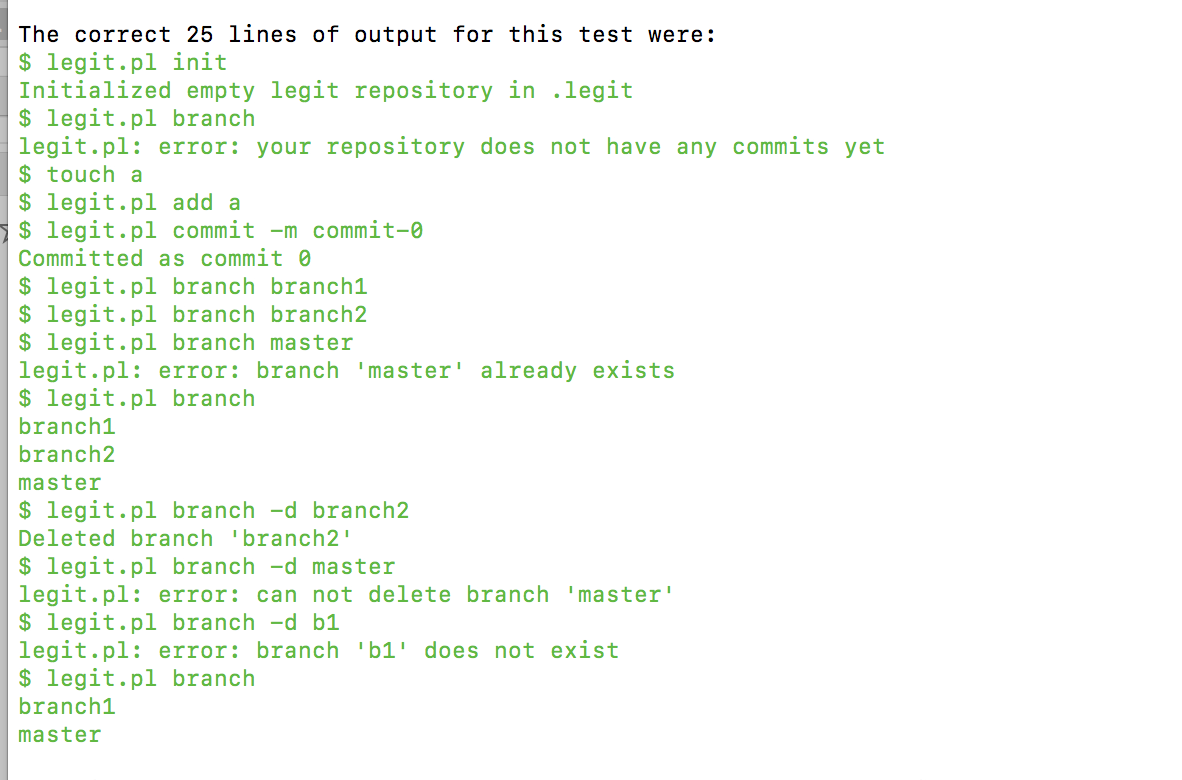 The correct 25 lines of output for this test were:
$ legit.pl init
Initialized empty legit repository in .legit
$ legit.pl branch
legit.pl: error: your repository does not have any commits yet
$ touch a
$ legit.pl add a
$ legit.pl commit -m commit-0
Committed as commit 0
$ legit.pl branch branch1
$ legit.pl branch branch2
$ legit.pl branch master
legit.pl: error: branch 'master' already exists
$ legit.pl branch
branch1
branch2
master
$ legit.pl branch -d branch2
Deleted branch 'branch2'
$ legit.pl branch -d master
legit.pl: error: can not delete branch 'master'
$ legit.pl branch -d b1
legit.pl: error: branch 'b1' does not exist
$ legit.pl branch
branch1
master